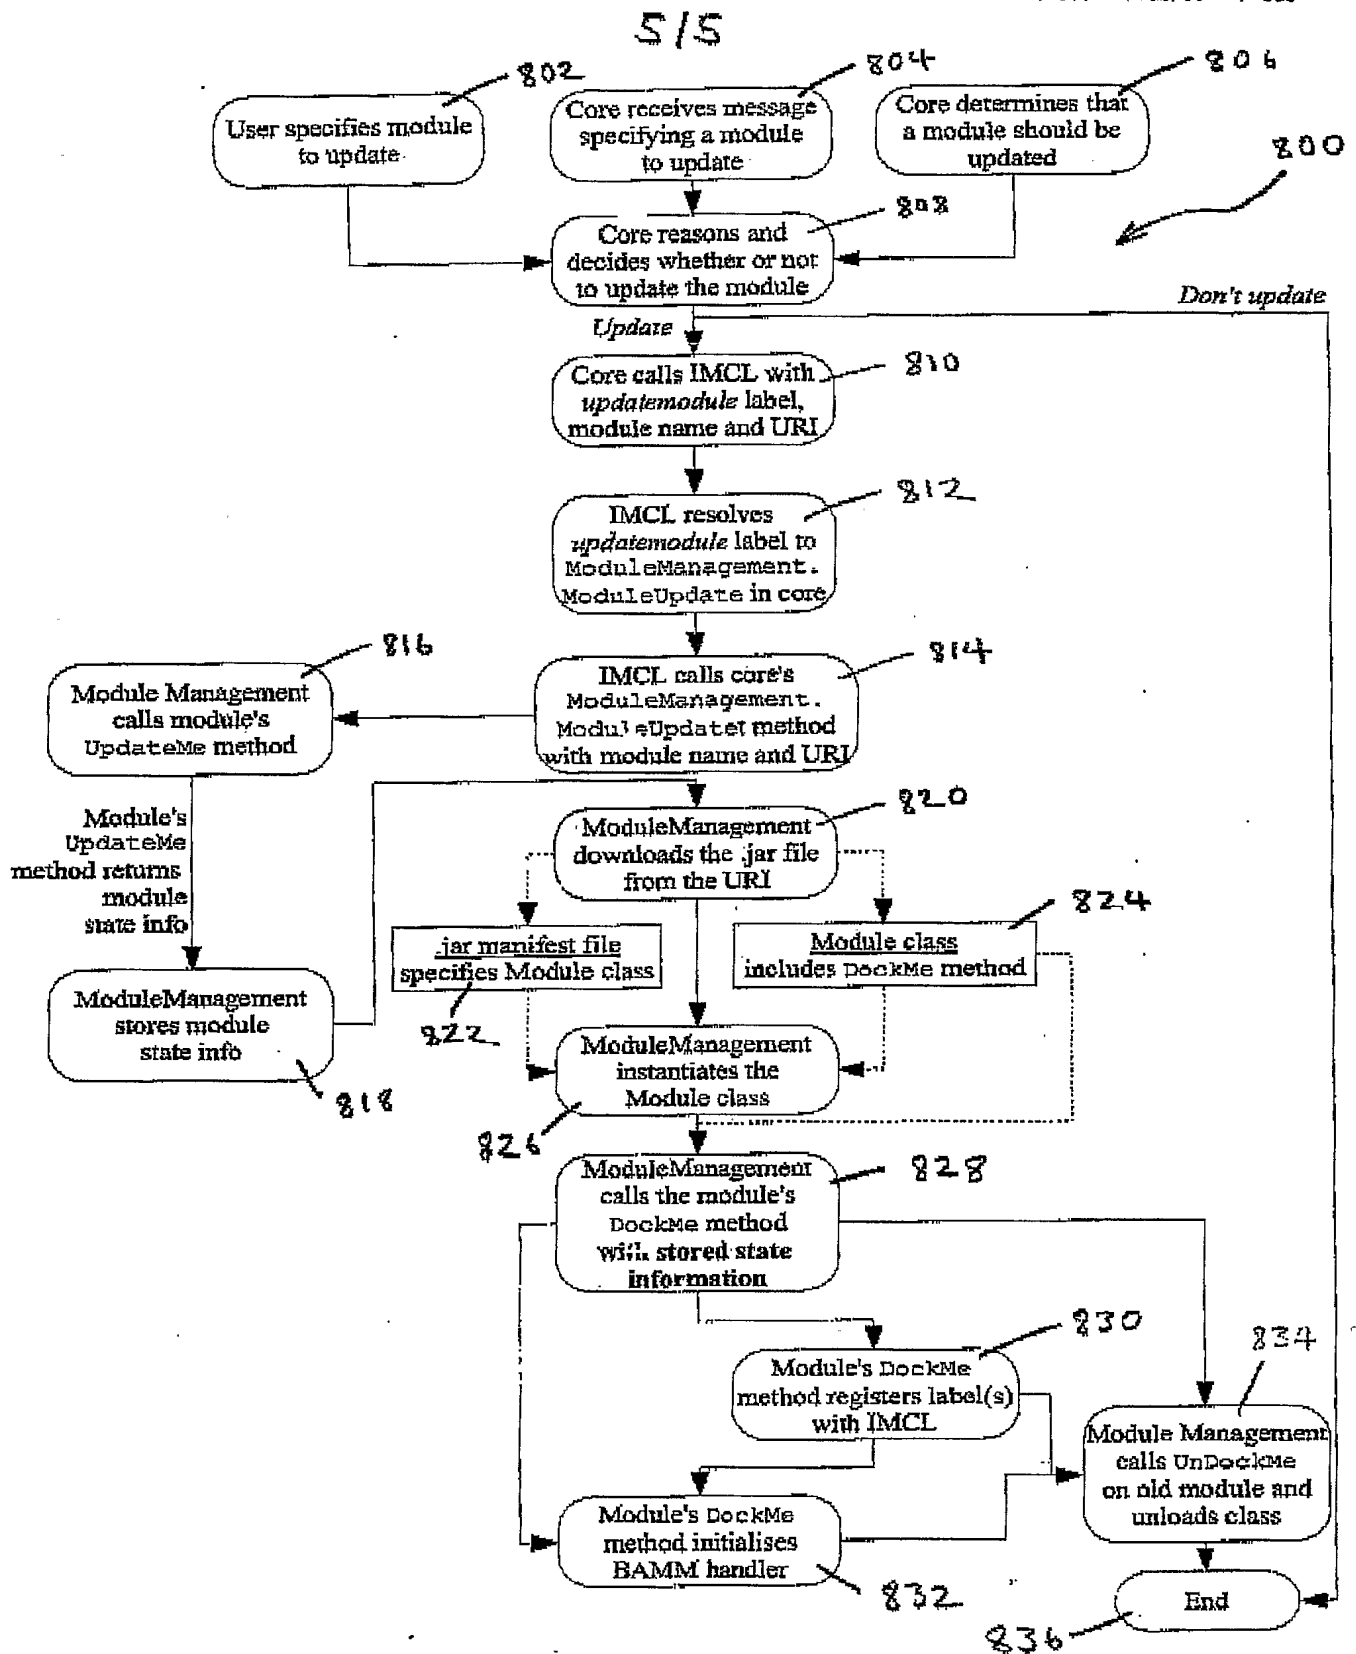 5/5
802
804
806
User specifies module
to update
Core receives message
specifying a module
to update
Core determines that
a module should be
updated
800
808
Core reasons and
decides whether or not
to update the module
Don't update
Update
810
Core calls IMCL with
updatemodule label,
module name and URI
812
IMCL resolves
updatemodule label to
ModuleManagement.
ModuleUpdate in core
816
814
Module Management
calls module's
UpdateMe method
IMCL calls core's
ModuleManagement.
ModuleUpdatet method
with module name and URI
Module's
UpdateMe
method returns
module
state info
820
ModuleManagement
downloads the .jar file
from the URI
824
.jar manifest file
specifies Module class
Module class
includes DockMe method
822
ModuleManagement
stores module
state info
818
ModuleManagement
instantiates the
Module class
826
828
ModuleManagement
calls the module's
DockMe method
with stored state
information
830
834
Module's DockMe
method registers label(s)
with IMCL
Module Management
calls UnDockMe
on old module and
unloads class
Module's DockMe
method initialises
BAMM handler
832
End
836